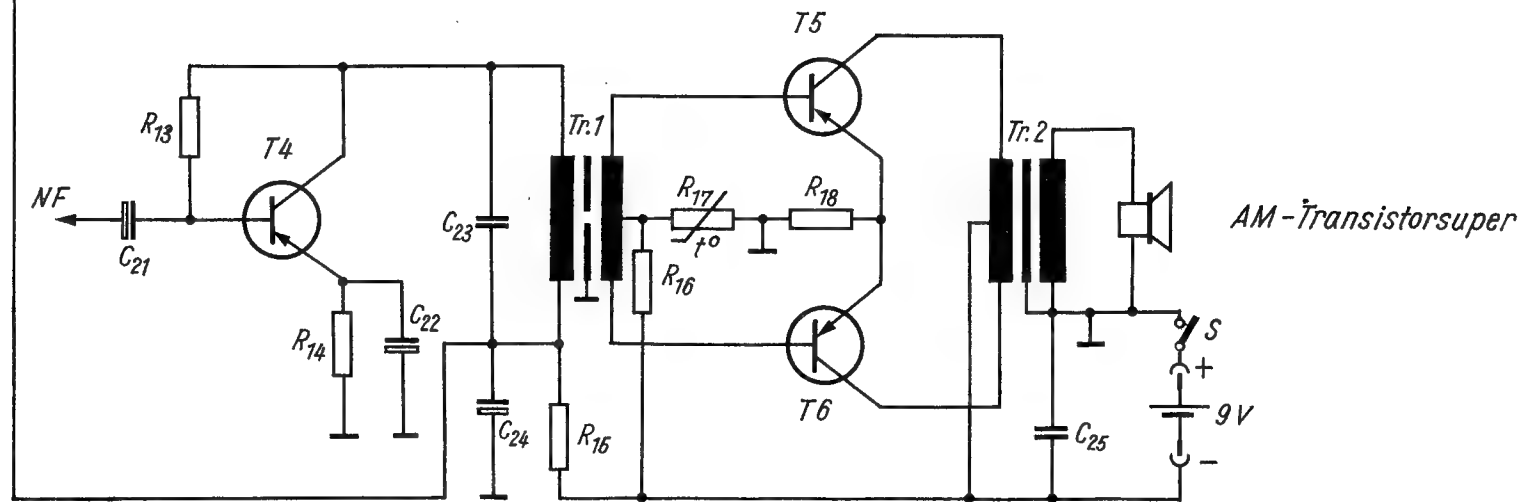 T5
R13
T4
Tr.1
Tr.2
NF
R17
R18
AM-Transistorsuper
C21
C23
t°
R16
R14
C22
S
+
T6
9V
C24
R15
C25
-